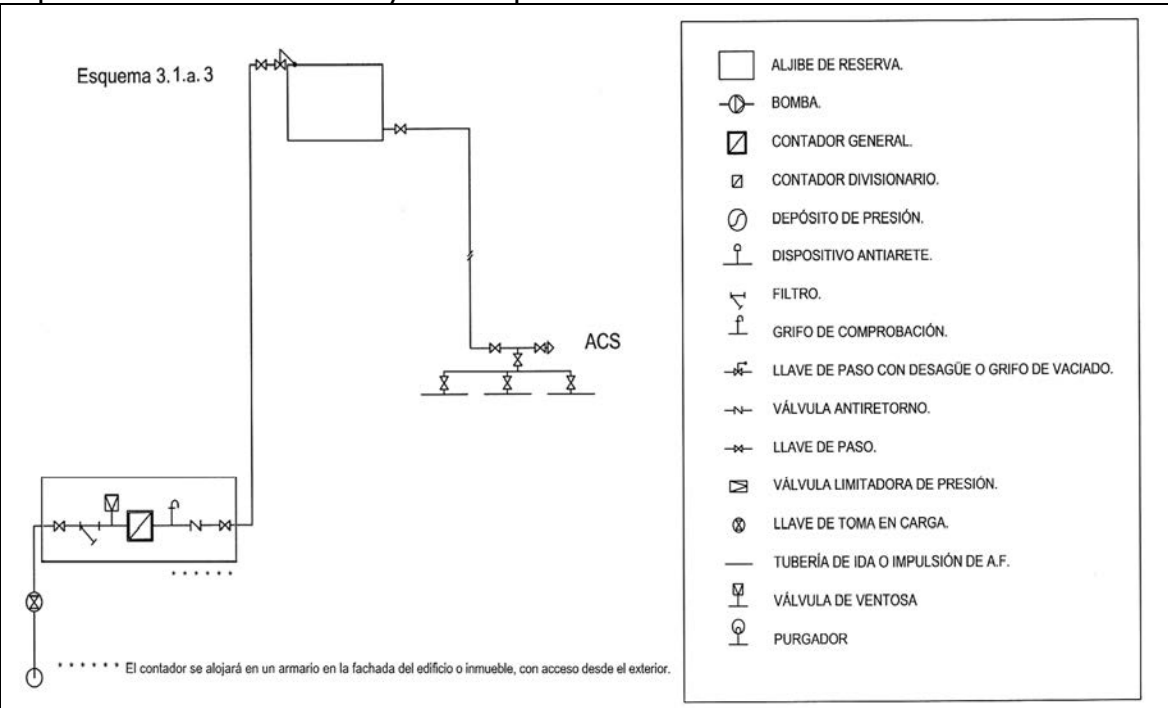 Esquema 3.1.a.3
ACS
* * * * * *
* * * * * * El contador se alojará en un armario en la fachada del edificio o inmueble, con acceso desde el exterior.
ALJIBE DE RESERVA.
BOMBA.
CONTADOR GENERAL.
CONTADOR DIVISIONARIO.
DEPÓSITO DE PRESIÓN.
DISPOSITIVO ANTIARETE.
FILTRO.
GRIFO DE COMPROBACIÓN.
LLAVE DE PASO CON DESAGÜE O GRIFO DE VACIADO.
VÁLVULA ANTIRETORNO.
LLAVE DE PASO.
VÁLVULA LIMITADORA DE PRESIÓN.
LLAVE DE TOMA EN CARGA.
TUBERÍA DE IDA O IMPULSIÓN DE A.F.
VÁLVULA DE VENTOSA
PURGADOR